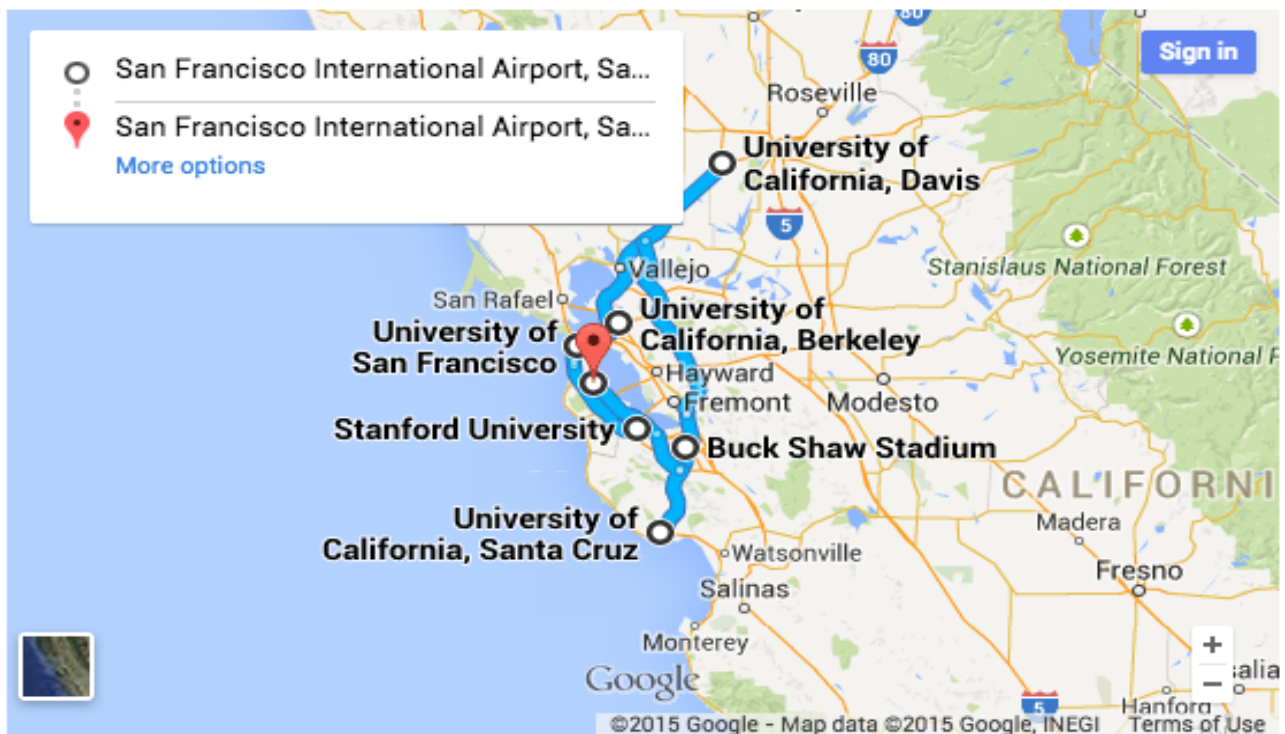 San Francisco International Airport, Sa...
San Francisco International Airport, Sa...
More options
Sign in
80
80
Roseville
University of
California, Davis
5
Stanislaus National Forest
Vallejo
San Rafael
University of
California, Berkeley
University of
San Francisco
Yosemite National F
Hayward
Fremont
Modesto
Stanford University
Buck Shaw Stadium
CALIFORNI
University of
California, Santa Cruz
Madera
Watsonville
Fresno
Salinas
Monterey
Google
+
−
salia
5
Hanford
©2015 Google - Map data ©2015 Google, INEGI
Terms of Use